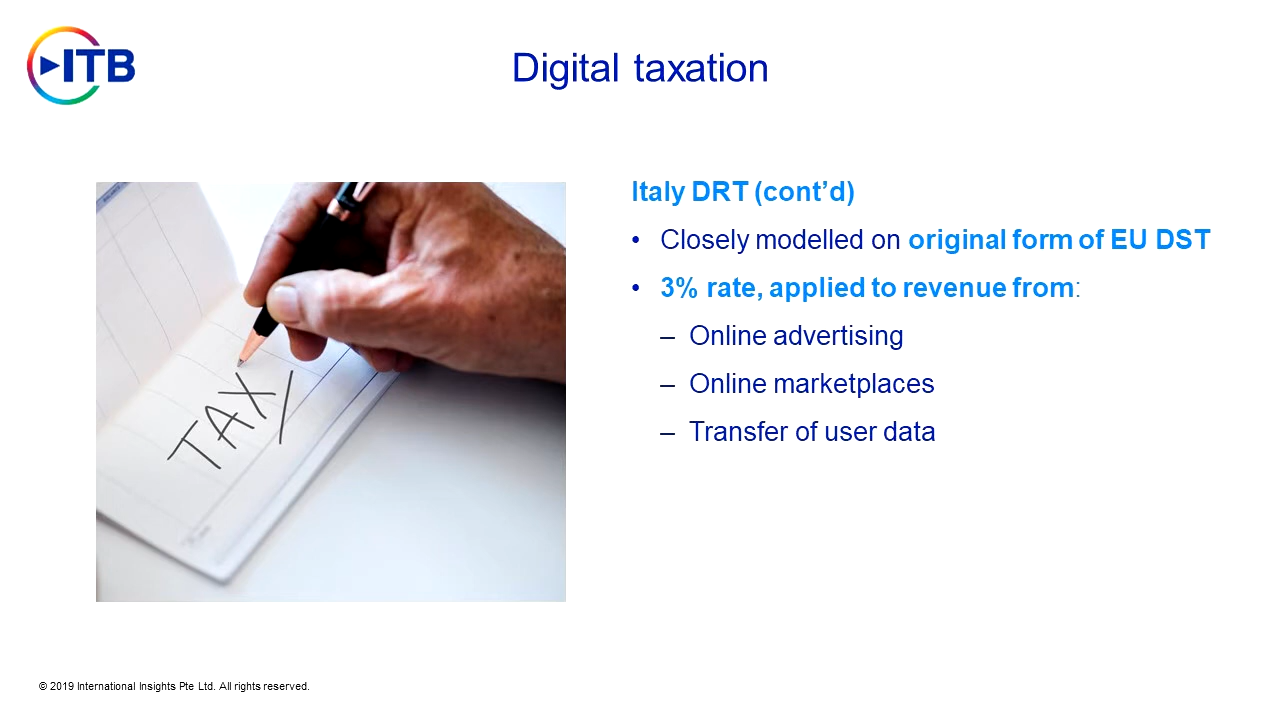 ITB
Digital taxation
Italy DRT (cont’d)
• Closely modelled on original form of EU DST
• 3% rate, applied to revenue from:
– Online advertising
– Online marketplaces
– Transfer of user data
TAX
© 2019 International Insights Pte Ltd. All rights reserved.